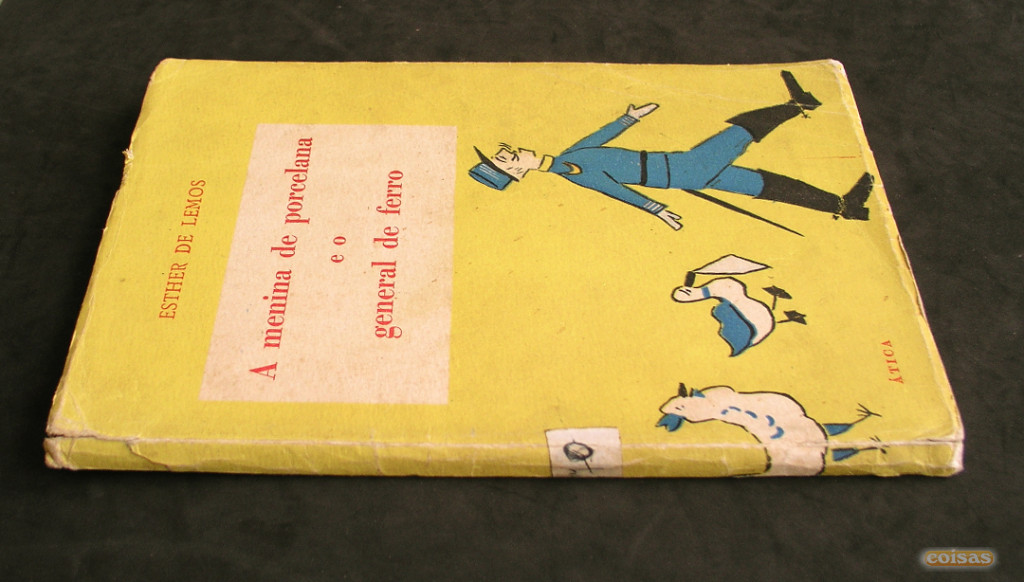 ESTHER DE LEMOS
A menina de porcelana
e o
general de ferro
ÁTICA
coisas